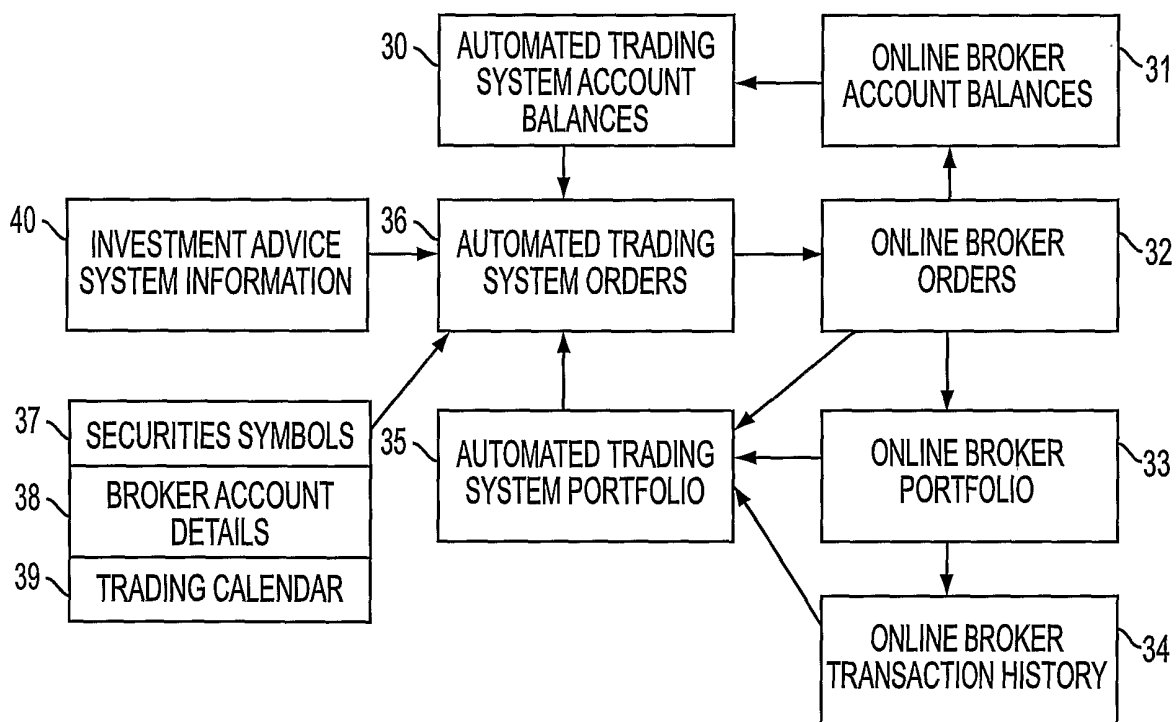 30
AUTOMATED TRADING
SYSTEM ACCOUNT
BALANCES
ONLINE BROKER
ACCOUNT BALANCES
31
40
INVESTMENT ADVICE
SYSTEM INFORMATION
36
AUTOMATED TRADING
SYSTEM ORDERS
ONLINE BROKER
ORDERS
32
37
SECURITIES SYMBOLS
38
BROKER ACCOUNT
DETAILS
39
TRADING CALENDAR
35
AUTOMATED TRADING
SYSTEM PORTFOLIO
ONLINE BROKER
PORTFOLIO
33
ONLINE BROKER
TRANSACTION HISTORY
34